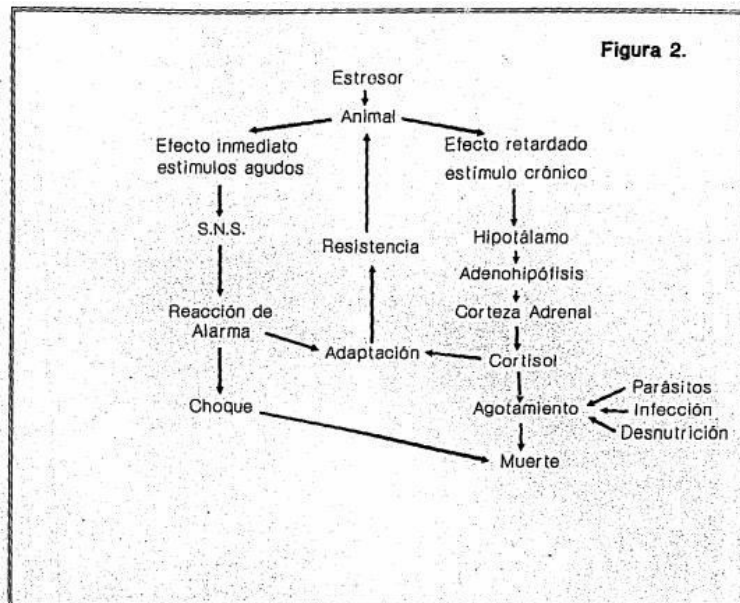 Figura 2.
Estresor
Animal
Efecto inmediato
estímulos agudos
Efecto retardado
estímulo crónico
S.N.S.
Resistencia
Hipotálamo
Adenohipófisis
Reacción de
Alarma
Corteza Adrenal
Adaptación
Cortisol
Choque
Agotamiento
Parásitos
Infección
Desnutrición
Muerte